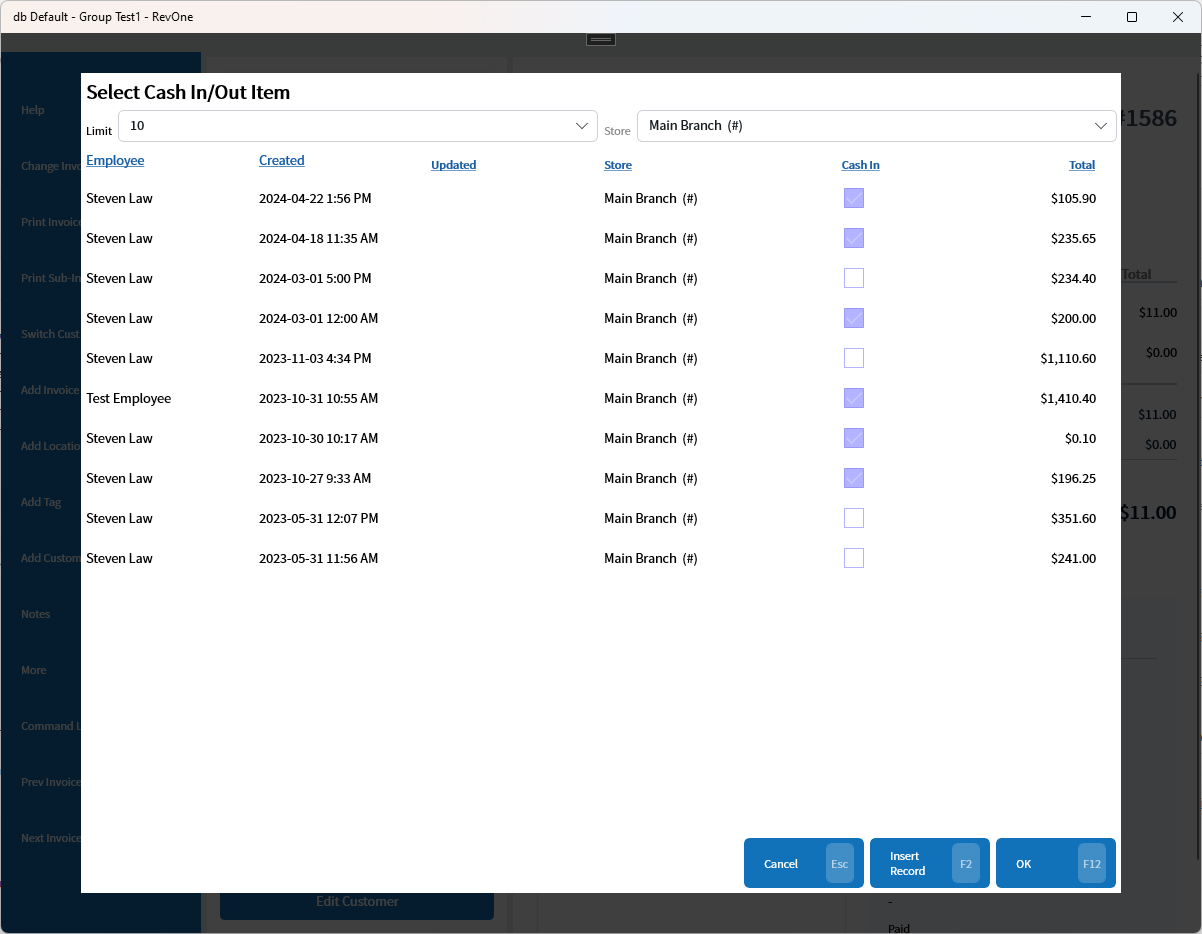 db Default - Group Test1 - RevOne
Help
Change Invo
Print Invoice
Print Sub-In
Switch Cust
Add Invoice
Add Locatio
Add Tag
Add Custom
Notes
More
Command L
Prev Invoice
Next Invoice
Select Cash In/Out Item
Limit 10 Store Main Branch (#)
Employee Created Updated Store Cash In Total
Steven Law 2024-04-22 1:56 PM Main Branch (#) $105.90
Steven Law 2024-04-18 11:35 AM Main Branch (#) $235.65
Steven Law 2024-03-01 5:00 PM Main Branch (#) $234.40
Steven Law 2024-03-01 12:00 AM Main Branch (#) $200.00
Steven Law 2023-11-03 4:34 PM Main Branch (#) $1,110.60
Test Employee 2023-10-31 10:55 AM Main Branch (#) $1,410.40
Steven Law 2023-10-30 10:17 AM Main Branch (#) $0.10
Steven Law 2023-10-27 9:33 AM Main Branch (#) $196.25
Steven Law 2023-05-31 12:07 PM Main Branch (#) $351.60
Steven Law 2023-05-31 11:56 AM Main Branch (#) $241.00
Cancel Esc
Insert Record F2
OK F12
#1586
Total
$11.00
$0.00
$11.00
$0.00
$11.00
Edit Customer
-
Paid